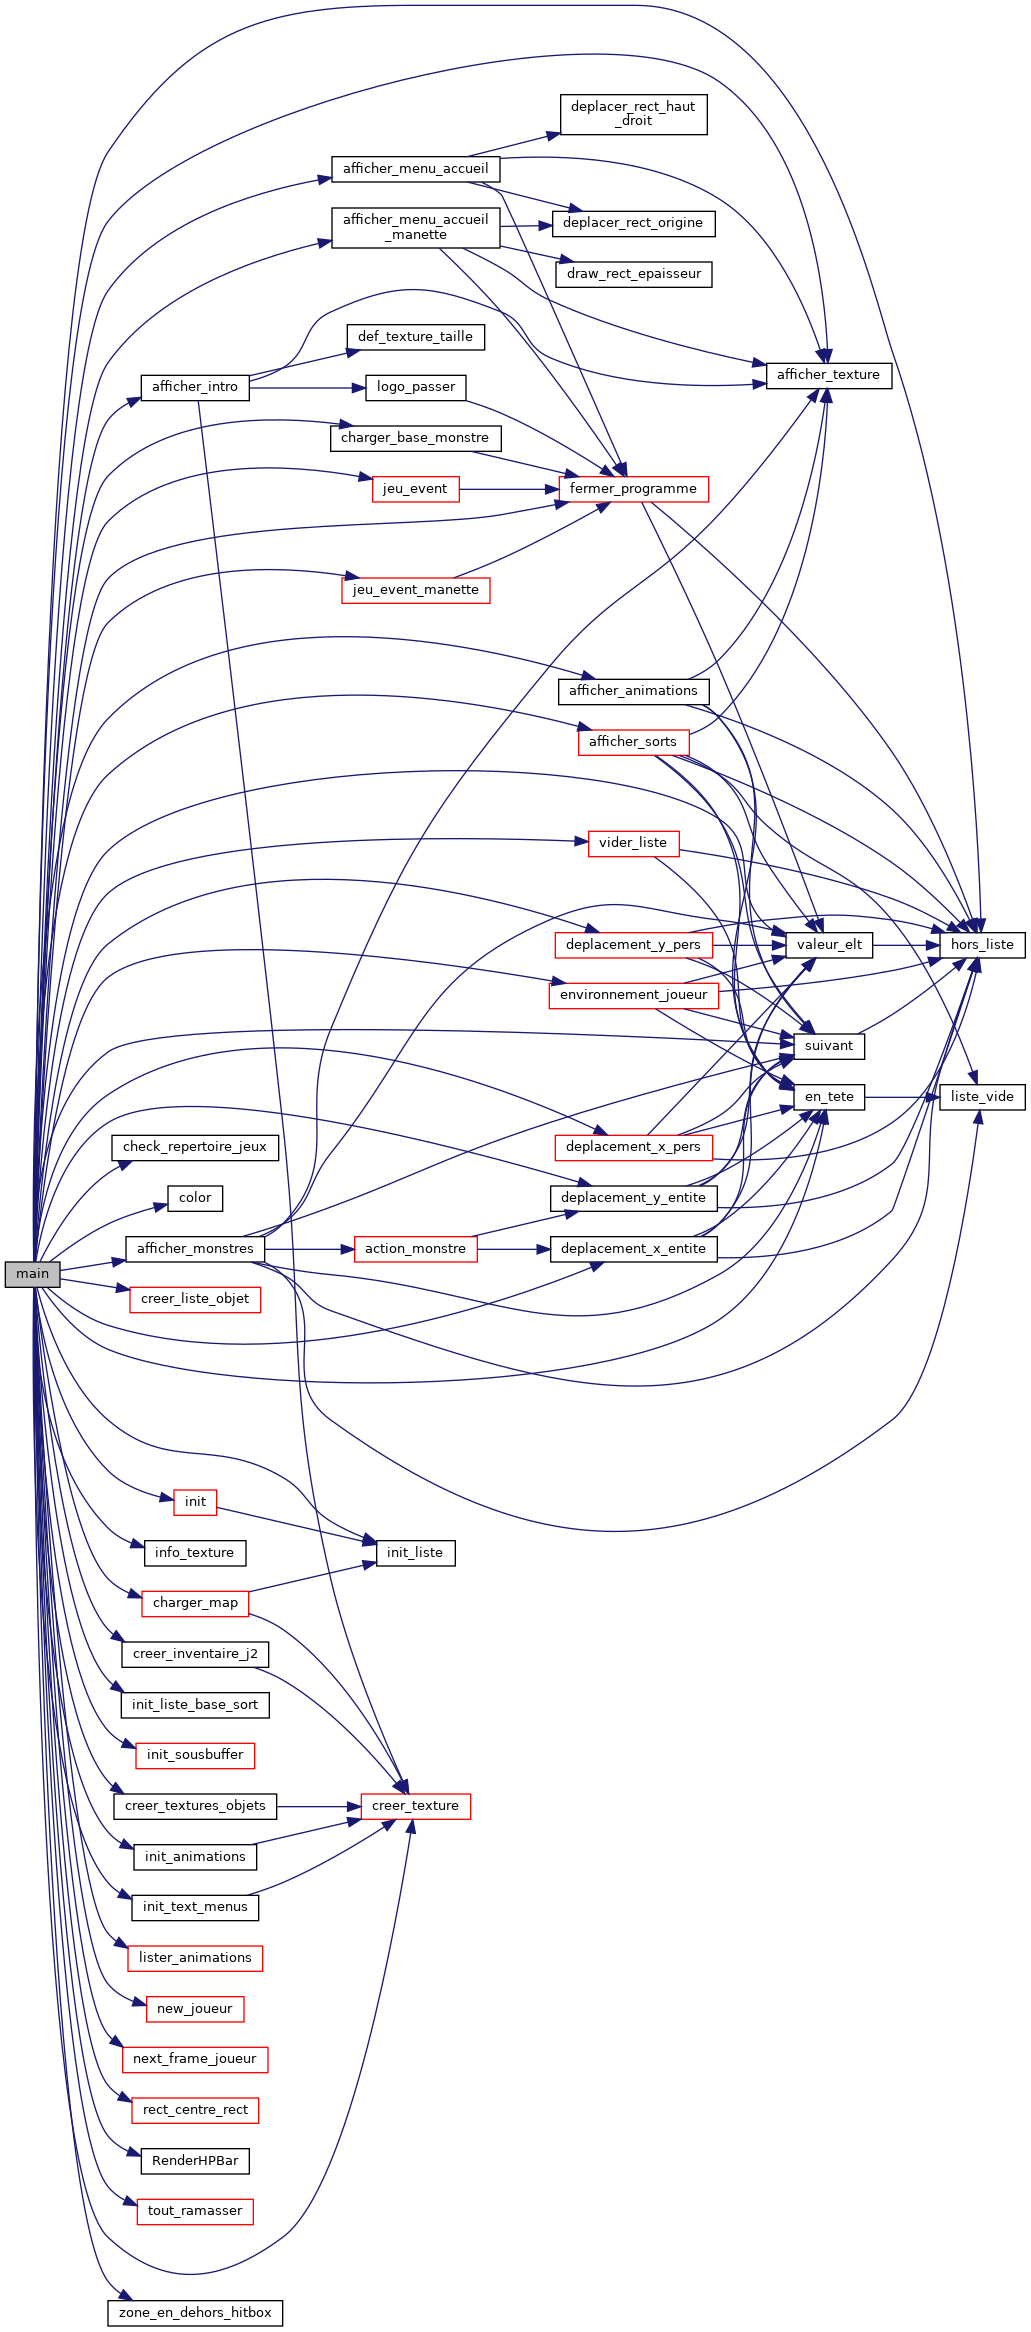 deplacer_rect_haut
_droit
afficher_menu_accueil
afficher_menu_accueil
_manette
deplacer_rect_origine
draw_rect_epaisseur
def_texture_taille
afficher_texture
afficher_intro
logo_passer
charger_base_monstre
jeu_event
fermer_programme
jeu_event_manette
afficher_animations
afficher_sorts
vider_liste
deplacement_y_pers
valeur_elt
hors_liste
environnement_joueur
suivant
en_tete
liste_vide
check_repertoire_jeux
deplacement_x_pers
color
deplacement_y_entite
afficher_monstres
action_monstre
deplacement_x_entite
main
creer_liste_objet
init
info_texture
init_liste
charger_map
creer_inventaire_j2
init_liste_base_sort
init_sousbuffer
creer_textures_objets
creer_texture
init_animations
init_text_menus
lister_animations
new_joueur
next_frame_joueur
rect_centre_rect
RenderHPBar
tout_ramasser
zone_en_dehors_hitbox